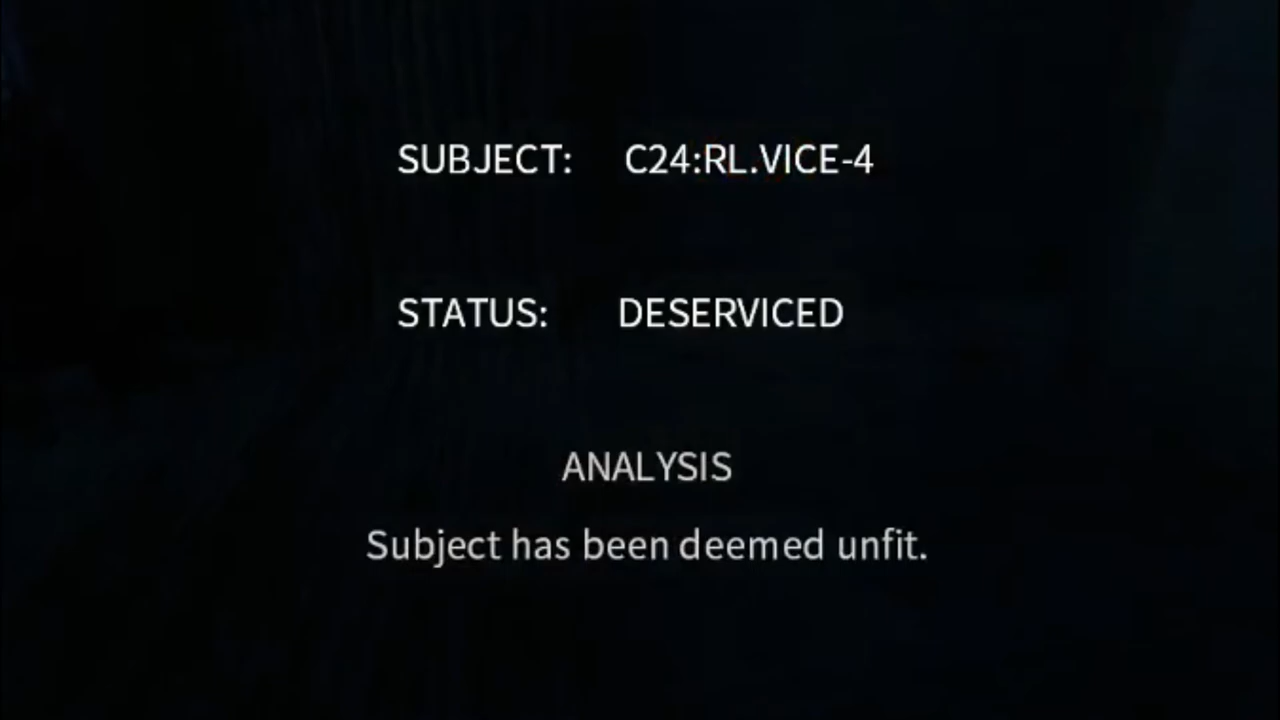 SUBJECT: C24:RL.VICE-4
STATUS: DESERVICED
ANALYSIS
Subject has been deemed unfit.